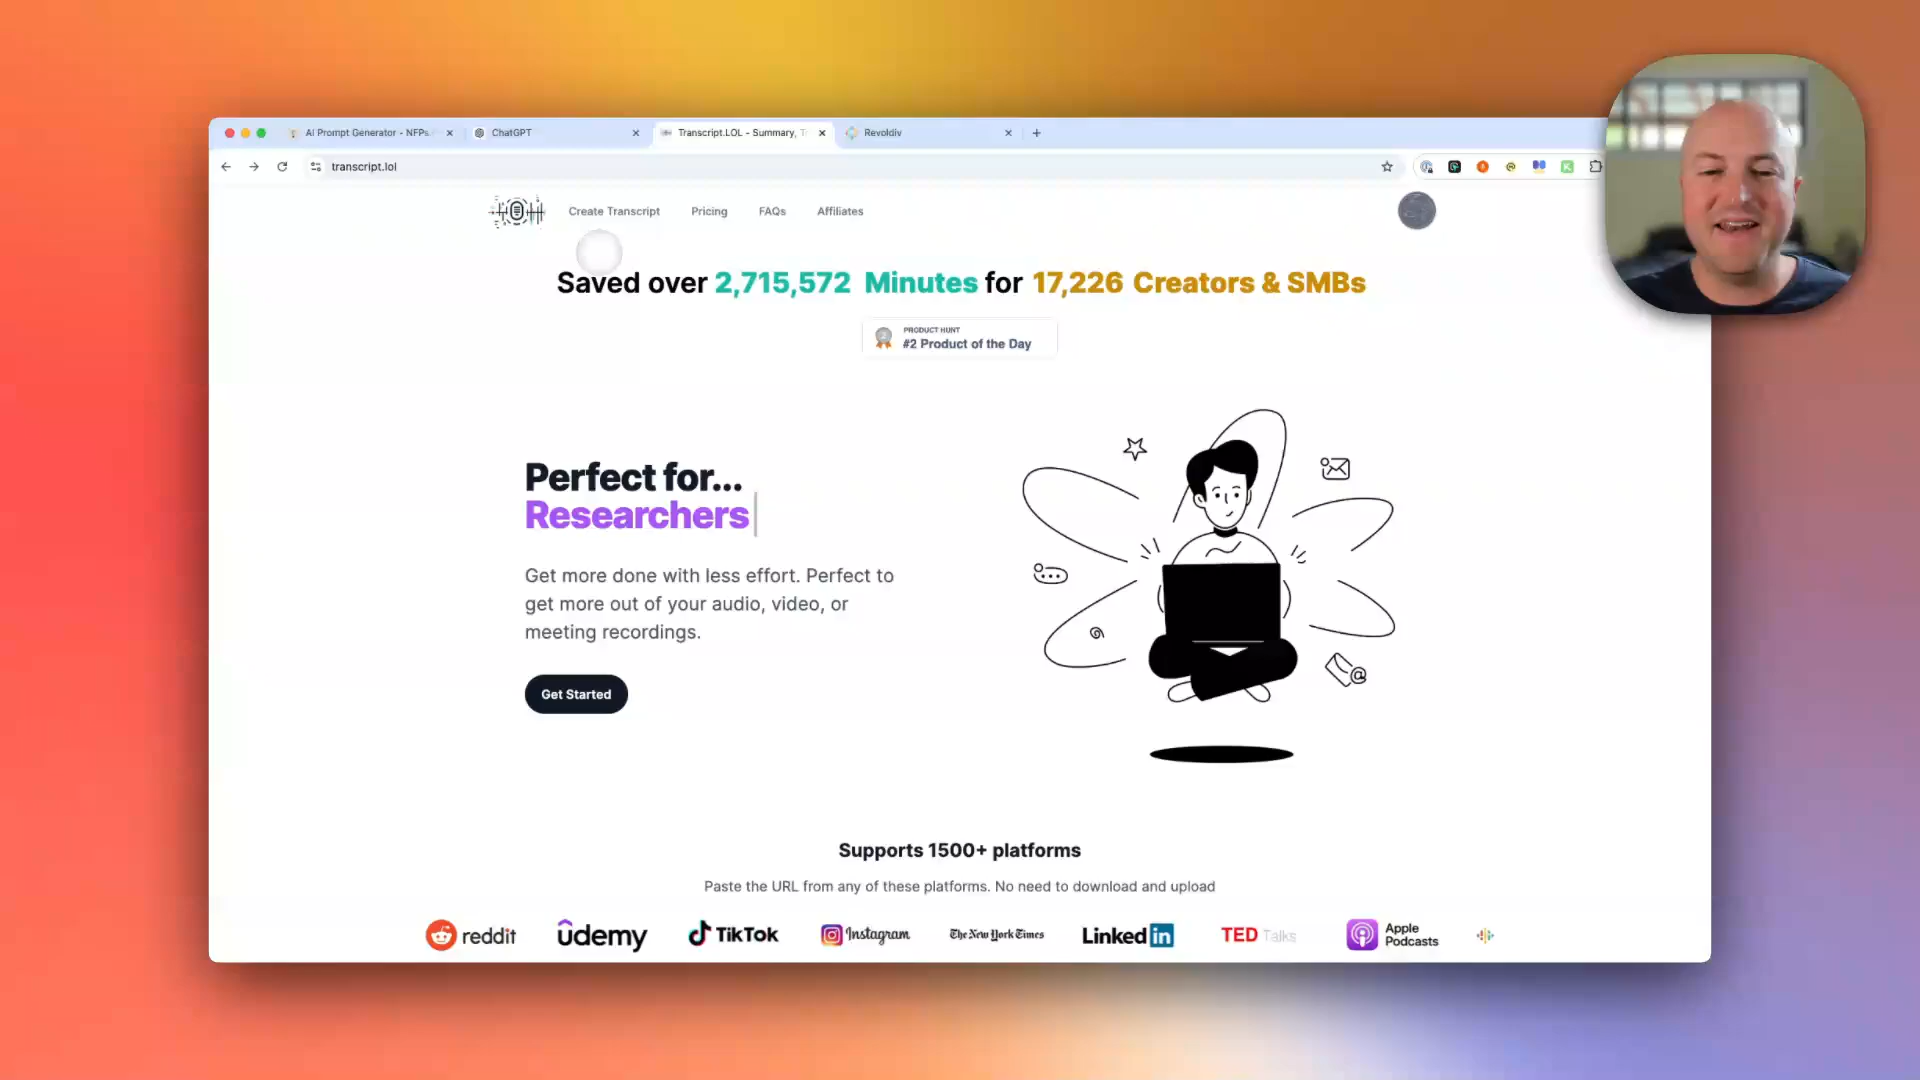 AI Prompt Generator - NFPs.
ChatGPT
Transcript.LOL - Summary, T
Revoldiv
transcript.lol
Create Transcript
Pricing
FAQs
Affiliates
Saved over 2,715,572 Minutes for 17,226 Creators & SMBs
PRODUCT HUNT
#2 Product of the Day
Perfect for...
Researchers
Get more done with less effort. Perfect to
get more out of your audio, video, or
meeting recordings.
Get Started
Supports 1500+ platforms
Paste the URL from any of these platforms. No need to download and upload
reddit
udemy
TikTok
Instagram
The New York Times
LinkedIn
TED Talks
Apple
Podcasts